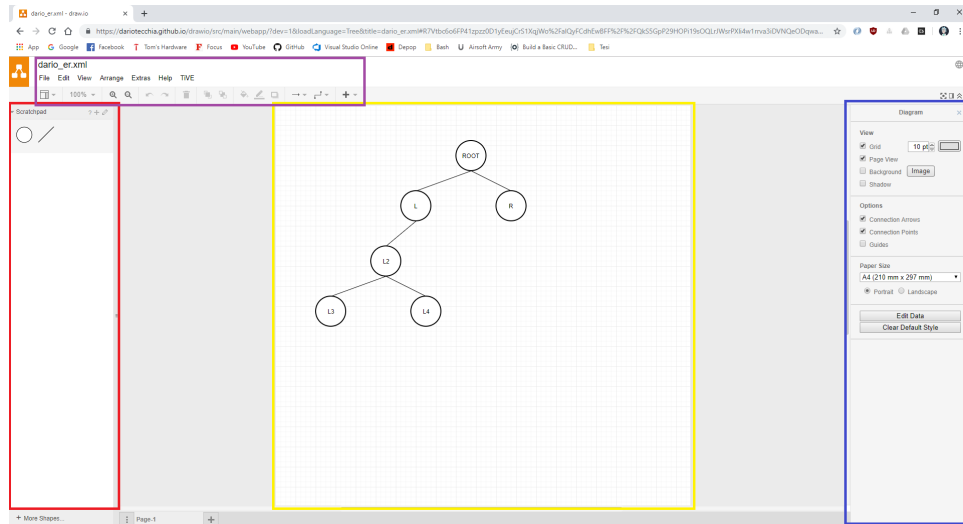 dario_er.xml - draw.io
https://dariotecchia.github.io/drawio/src/main/webapp/?dev=1&loadLanguage=Tree&title=dario_er.xml
App Google Facebook Tom's Hardware Focus YouTube GitHub Visual Studio Online Depop Bash Airsoft Army Build a Basic CRUD... Tesi
dario_er.xml
File Edit View Arrange Extras Help TiVE
100%
Scratchpad ?
Diagram
View
Grid 10 pt
Page View
Background Image
Shadow
Options
Connection Arrows
Connection Points
Guides
Paper Size
A4 (210 mm x 297 mm)
Portrait Landscape
Edit Data
Clear Default Style
ROOT
L R
L2
L3 L4
+ More Shapes...
Page-1